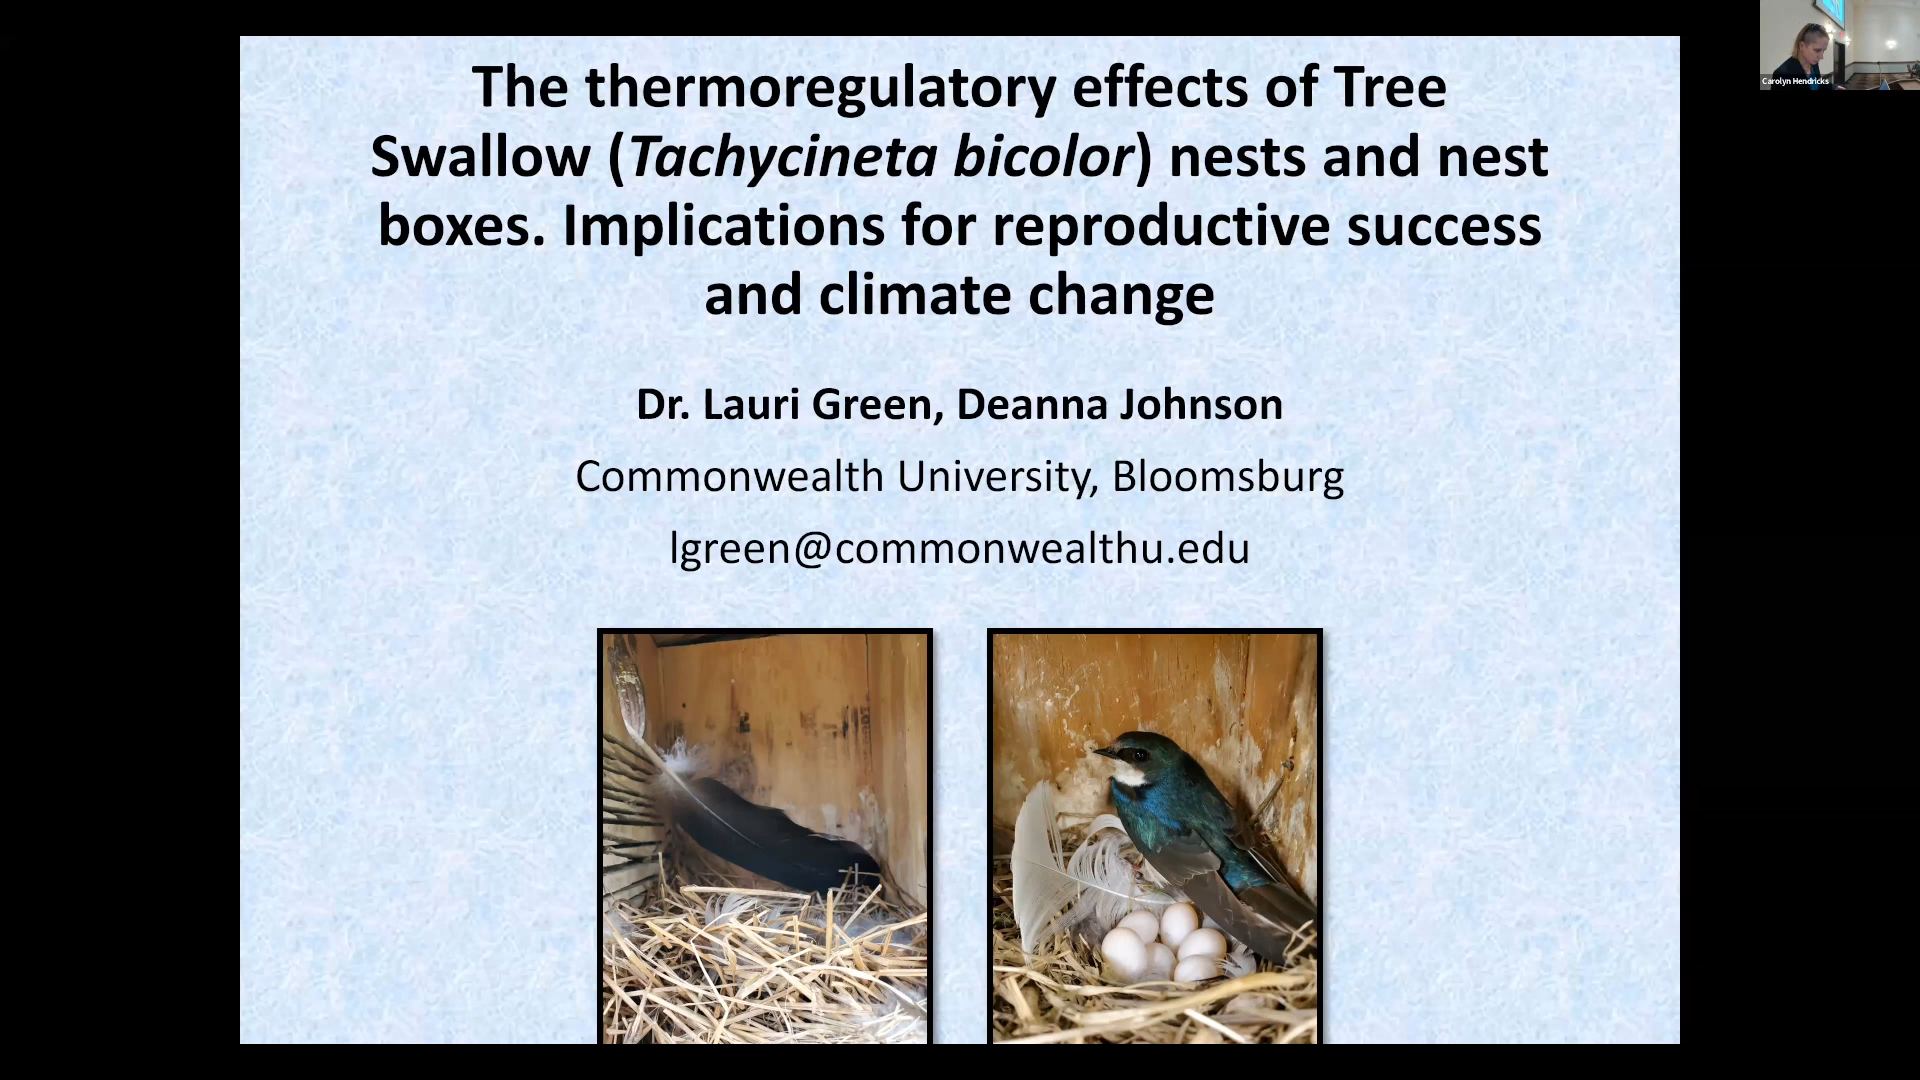 The thermoregulatory effects of Tree
Swallow (Tachycineta bicolor) nests and nest
boxes. Implications for reproductive success
and climate change
Dr. Lauri Green, Deanna Johnson
Commonwealth University, Bloomsburg
lgreen@commonwealthu.edu
Carolyn Hendricks